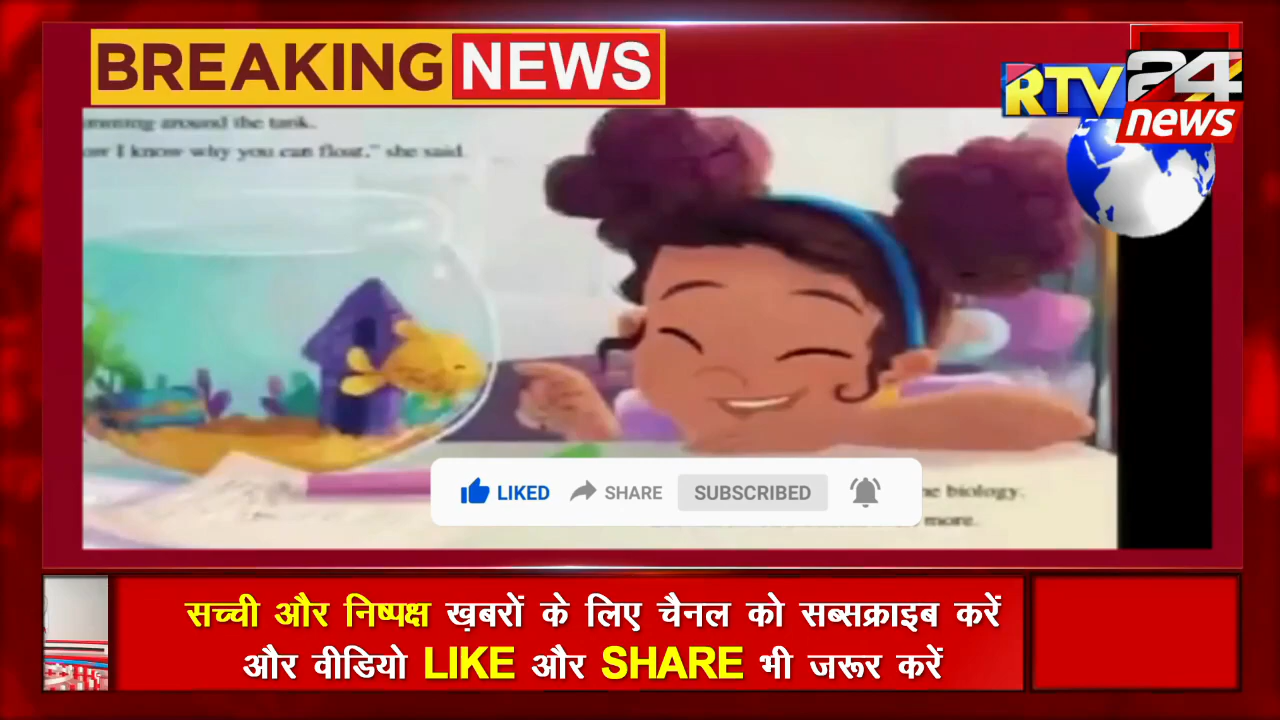 BREAKING NEWS
RTV 24 news
around the tank.
I know why you can float," she said.
LIKED SHARE SUBSCRIBED
biology.
more.
सच्ची और निष्पक्ष ख़बरों के लिए चैनल को सब्सक्राइब करें
और वीडियो LIKE और SHARE भी जरूर करें